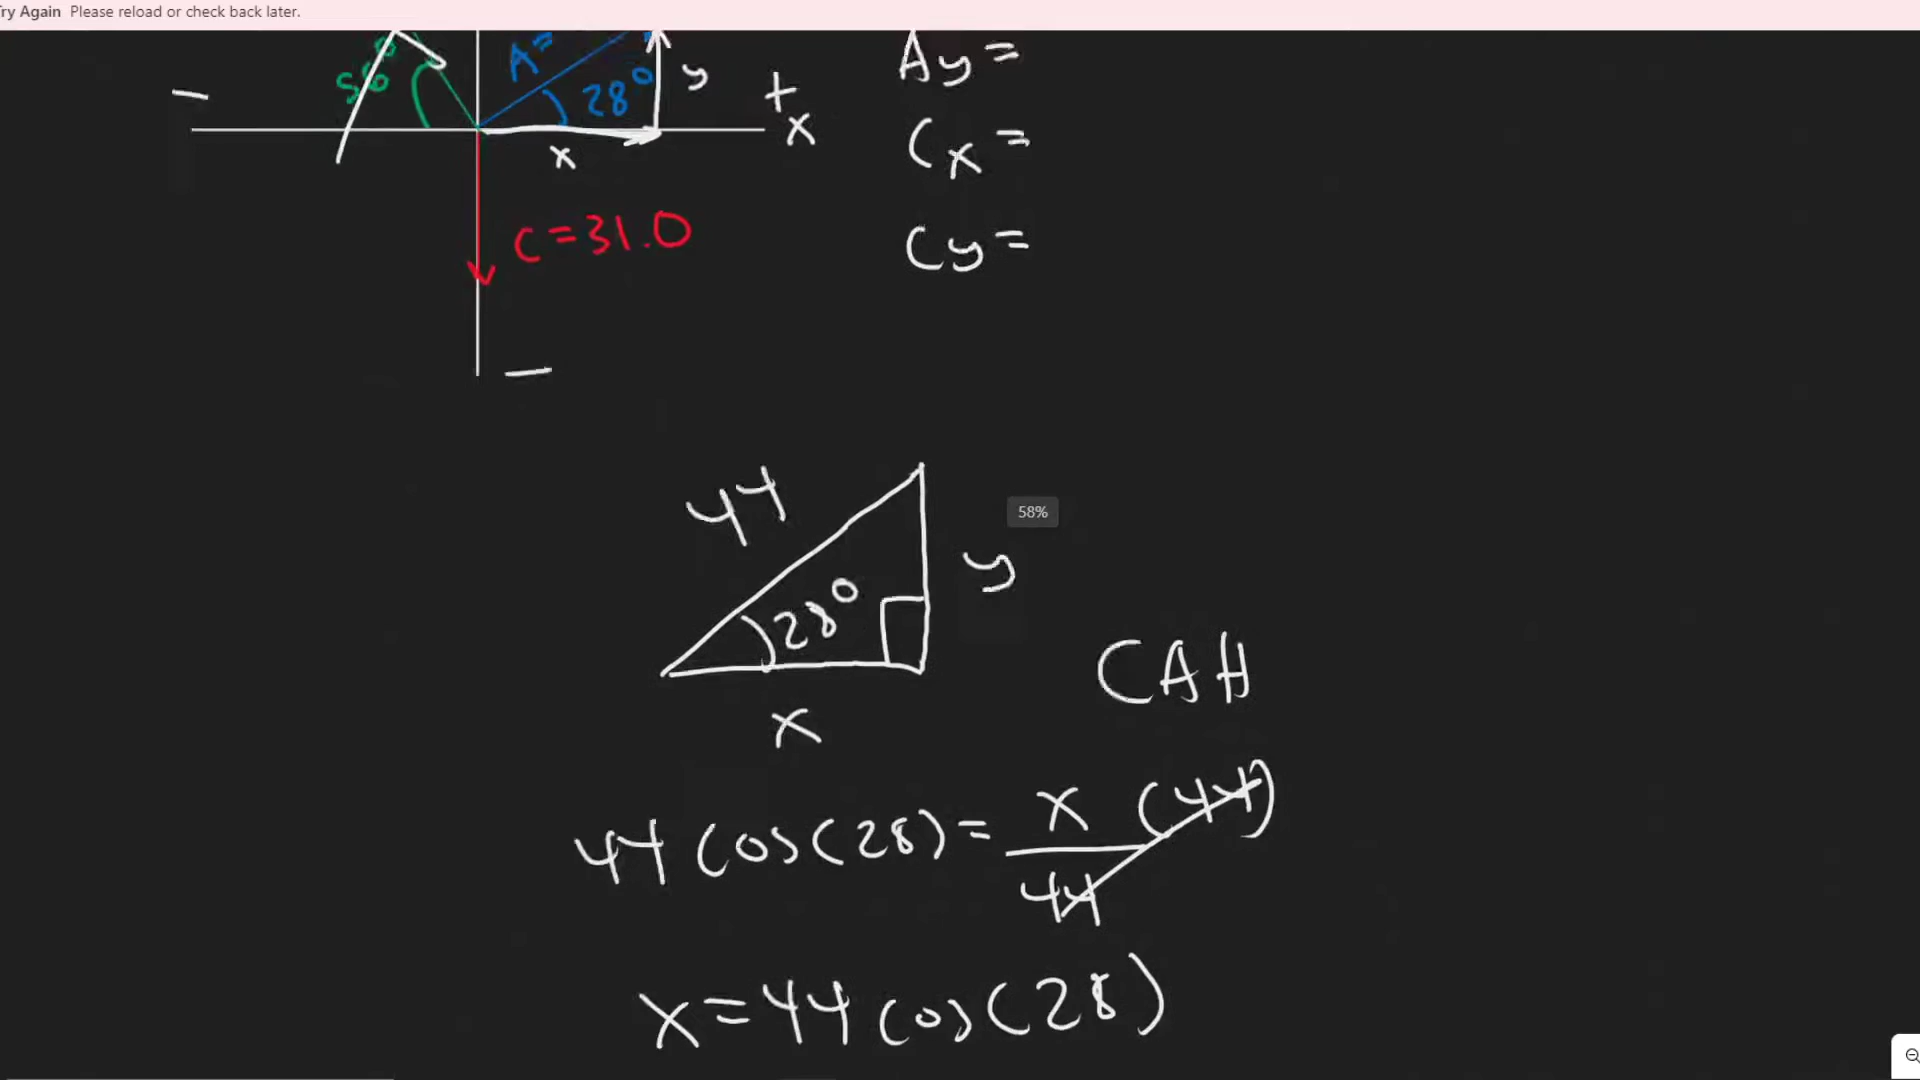 Try Again Please reload or check back later.
56°
A=
28°
y
Ay=
−
+
x
x
Cx=
C=31.0
Cy=
−
44
58%
28°
y
CAH
x
44 cos(28)= x (44)
44
x=44 cos(28)